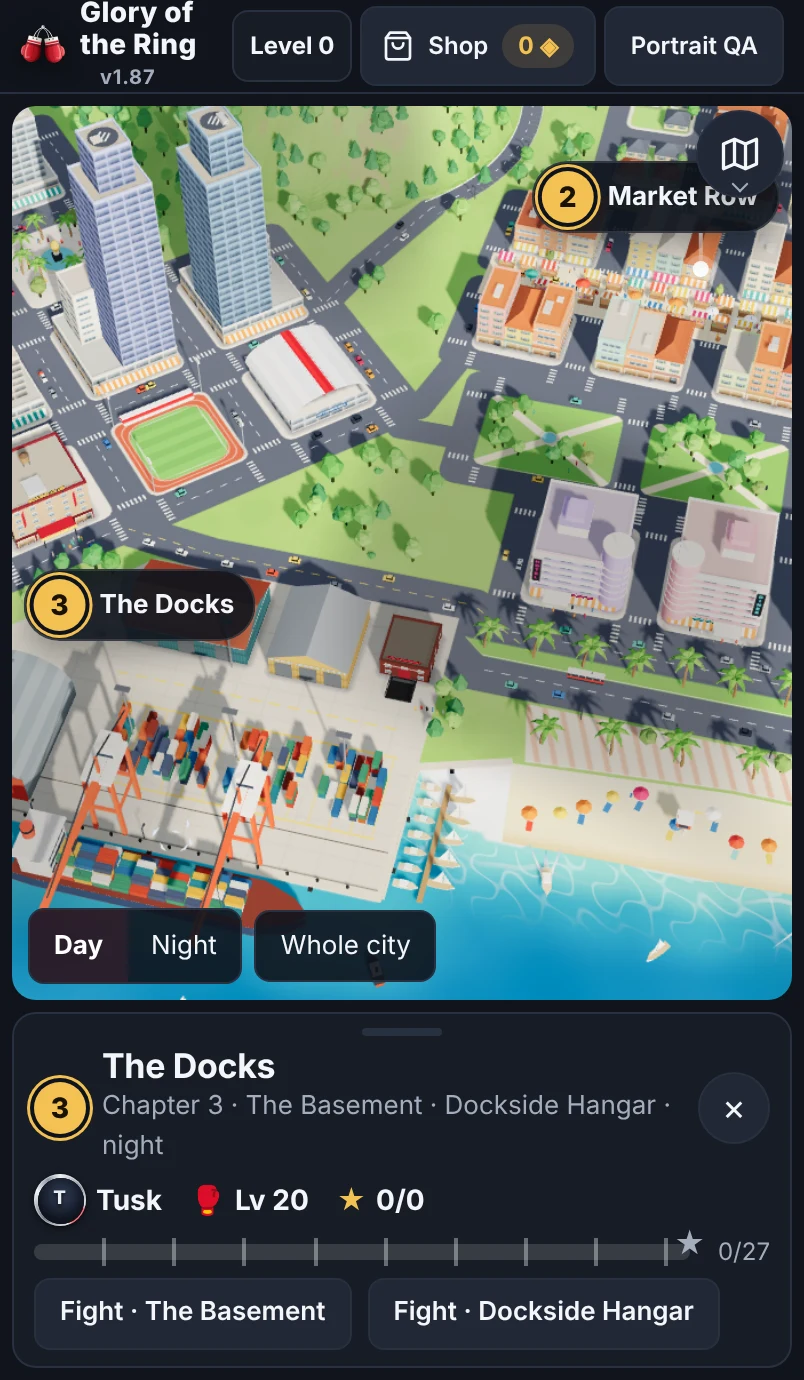 Glory of
the Ring
v1.87
Level 0
Shop
0
Portrait QA
2
Market Row
3
The Docks
Day
Night
Whole city
The Docks
3
Chapter 3 · The Basement · Dockside Hangar ·
night
T
Tusk
Lv 20
★ 0/0
★
0/27
Fight · The Basement
Fight · Dockside Hangar